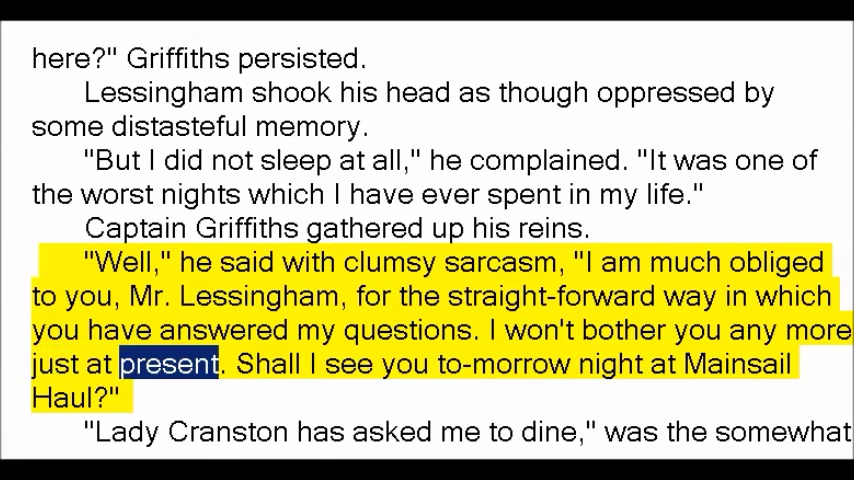 here?" Griffiths persisted.
Lessingham shook his head as though oppressed by
some distasteful memory.
"But I did not sleep at all," he complained. "It was one of
the worst nights which I have ever spent in my life."
Captain Griffiths gathered up his reins.
"Well," he said with clumsy sarcasm, "I am much obliged
to you, Mr. Lessingham, for the straight-forward way in which
you have answered my questions. I won't bother you any more
just at present. Shall I see you to-morrow night at Mainsail
Haul?"
"Lady Cranston has asked me to dine," was the somewhat